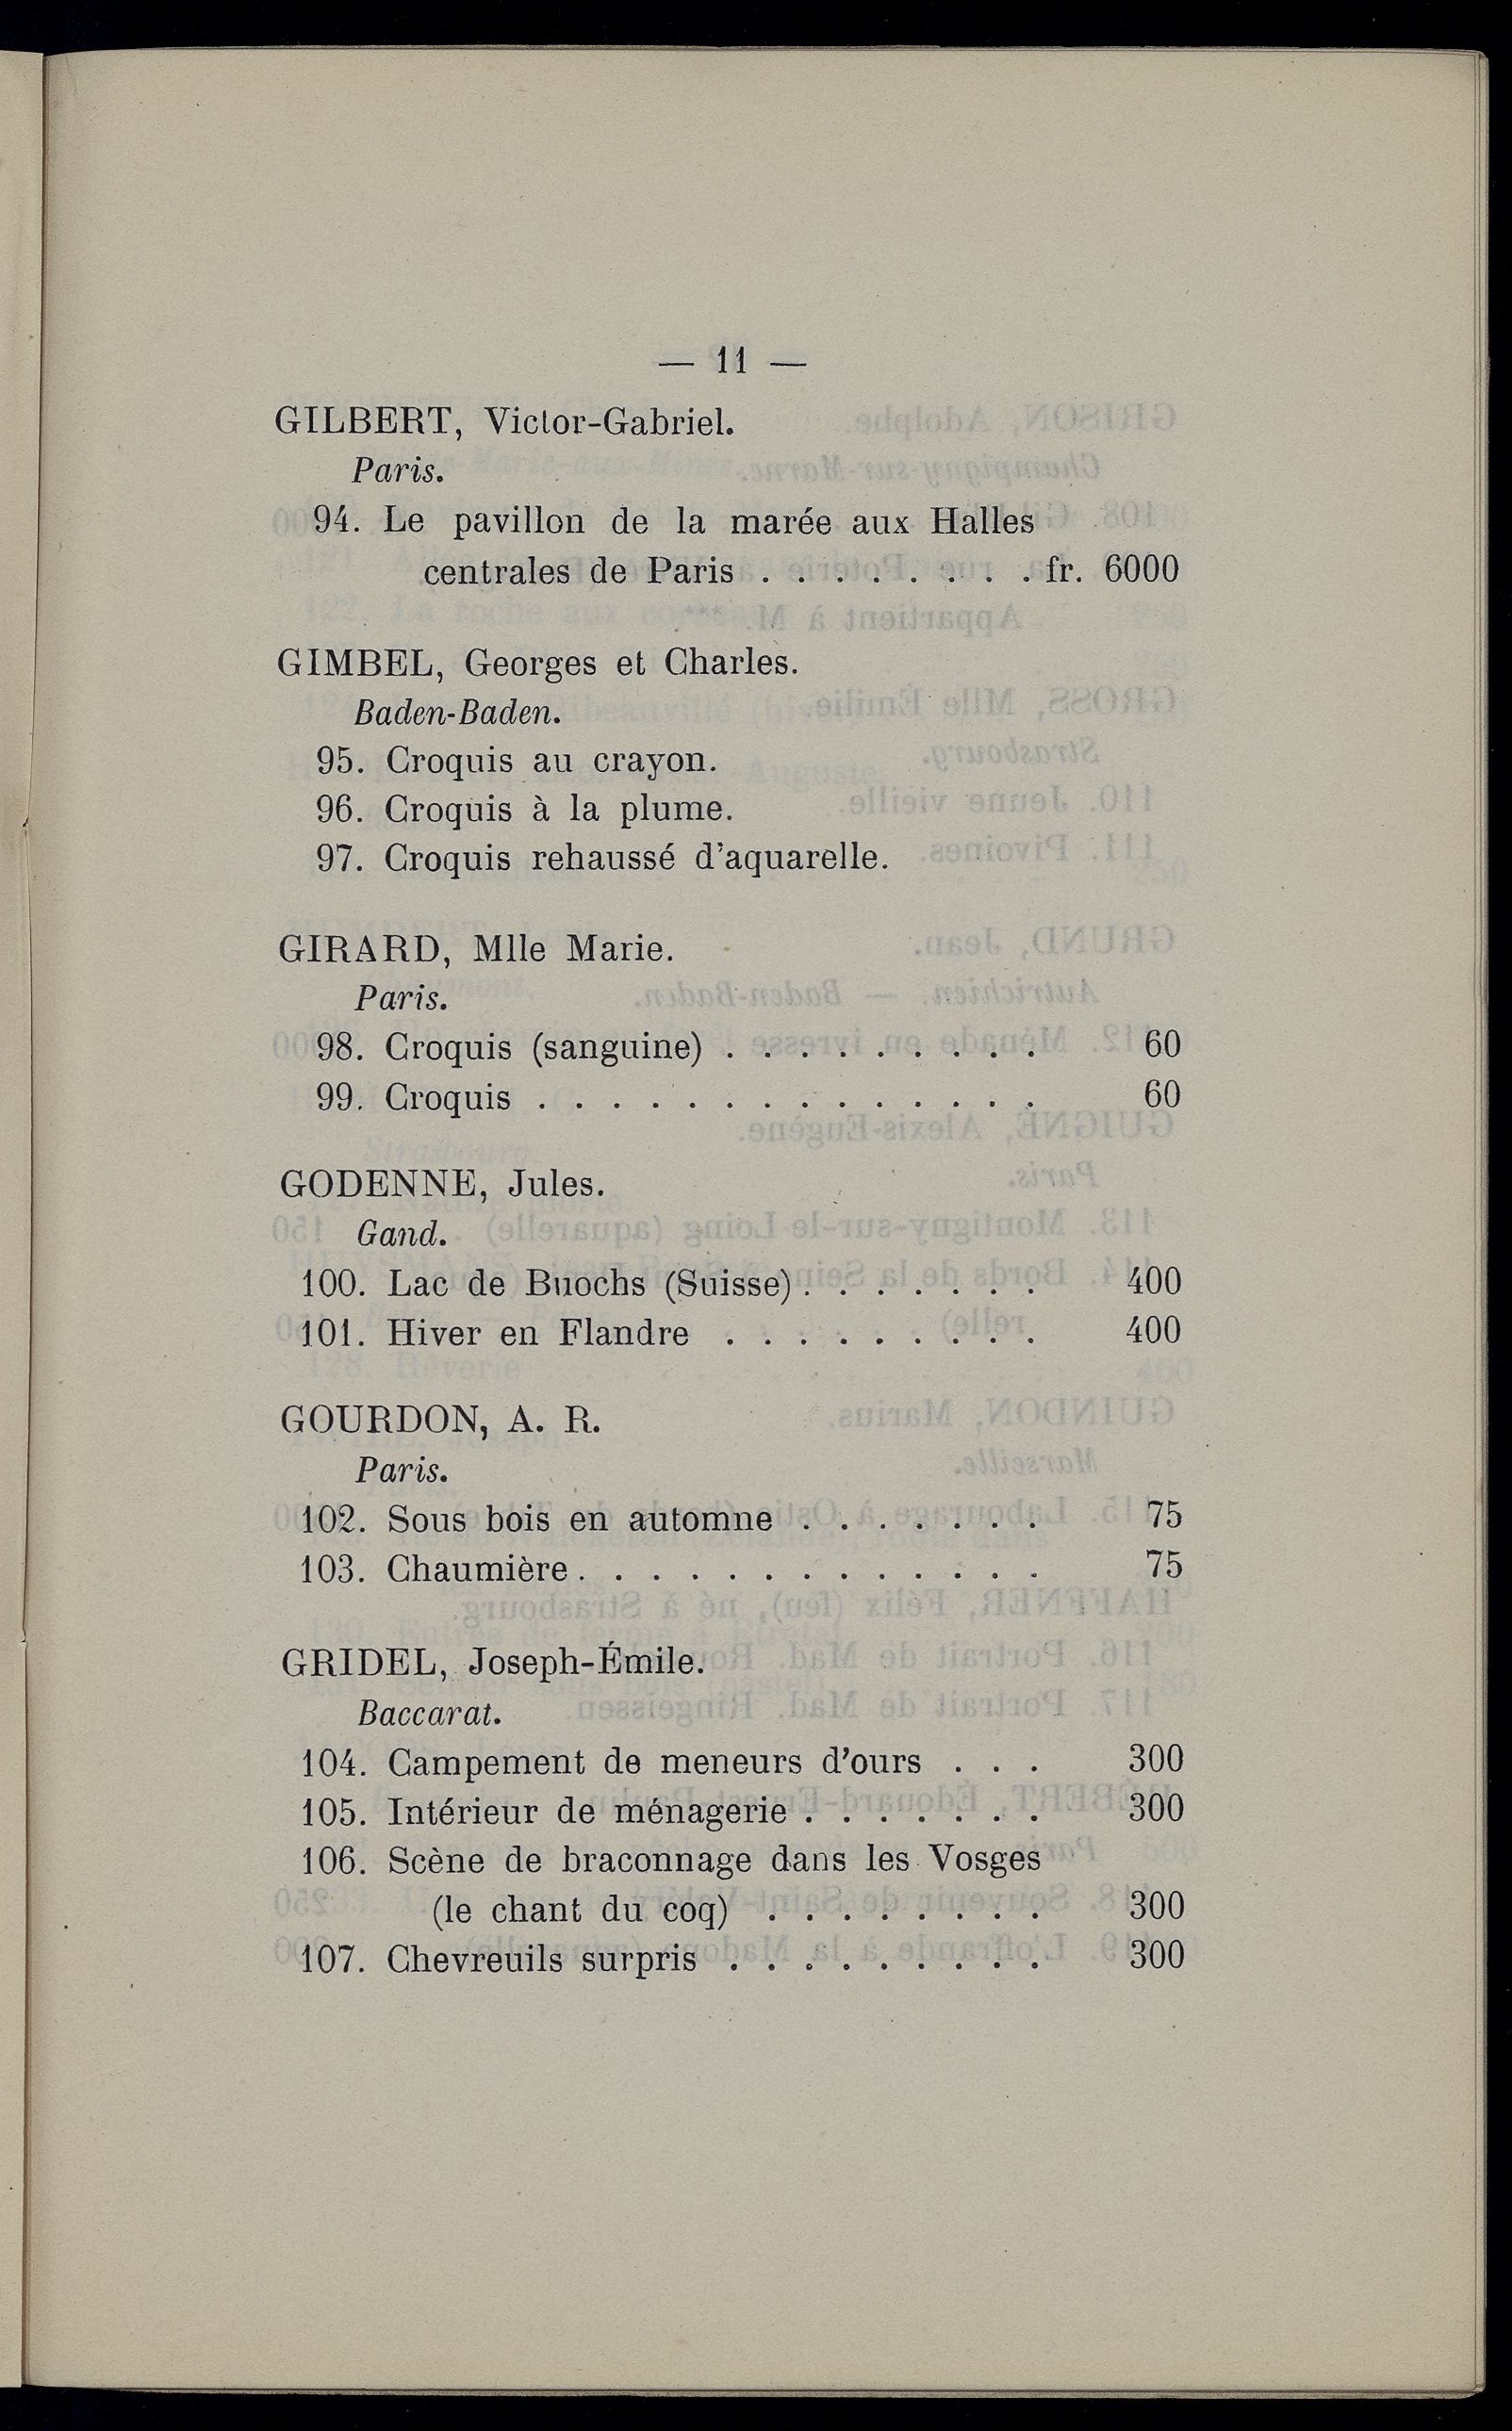 — 11 —
GILBERT, Victor-Gabriel.
Paris.
94. Le pavillon de la marée aux Halles
centrales de Paris . . . . . . . . fr. 6000
GIMBEL, Georges et Charles.
Baden-Baden.
95. Croquis au crayon.
96. Croquis à la plume.
97. Croquis rehaussé d'aquarelle.
GIRARD, Mlle Marie.
Paris.
98. Croquis (sanguine) . . . . . . . . . 60
99. Croquis . . . . . . . . . . . . . . 60
GODENNE, Jules.
Gand.
100. Lac de Buochs (Suisse) . . . . . . . 400
101. Hiver en Flandre . . . . . . . . . 400
GOURDON, A. R.
Paris.
102. Sous bois en automne . . . . . . . 75
103. Chaumière . . . . . . . . . . . . . 75
GRIDEL, Joseph-Émile.
Baccarat.
104. Campement de meneurs d'ours . . . 300
105. Intérieur de ménagerie . . . . . . . 300
106. Scène de braconnage dans les Vosges
(le chant du coq) . . . . . . . . 300
107. Chevreuils surpris . . . . . . . . . 300